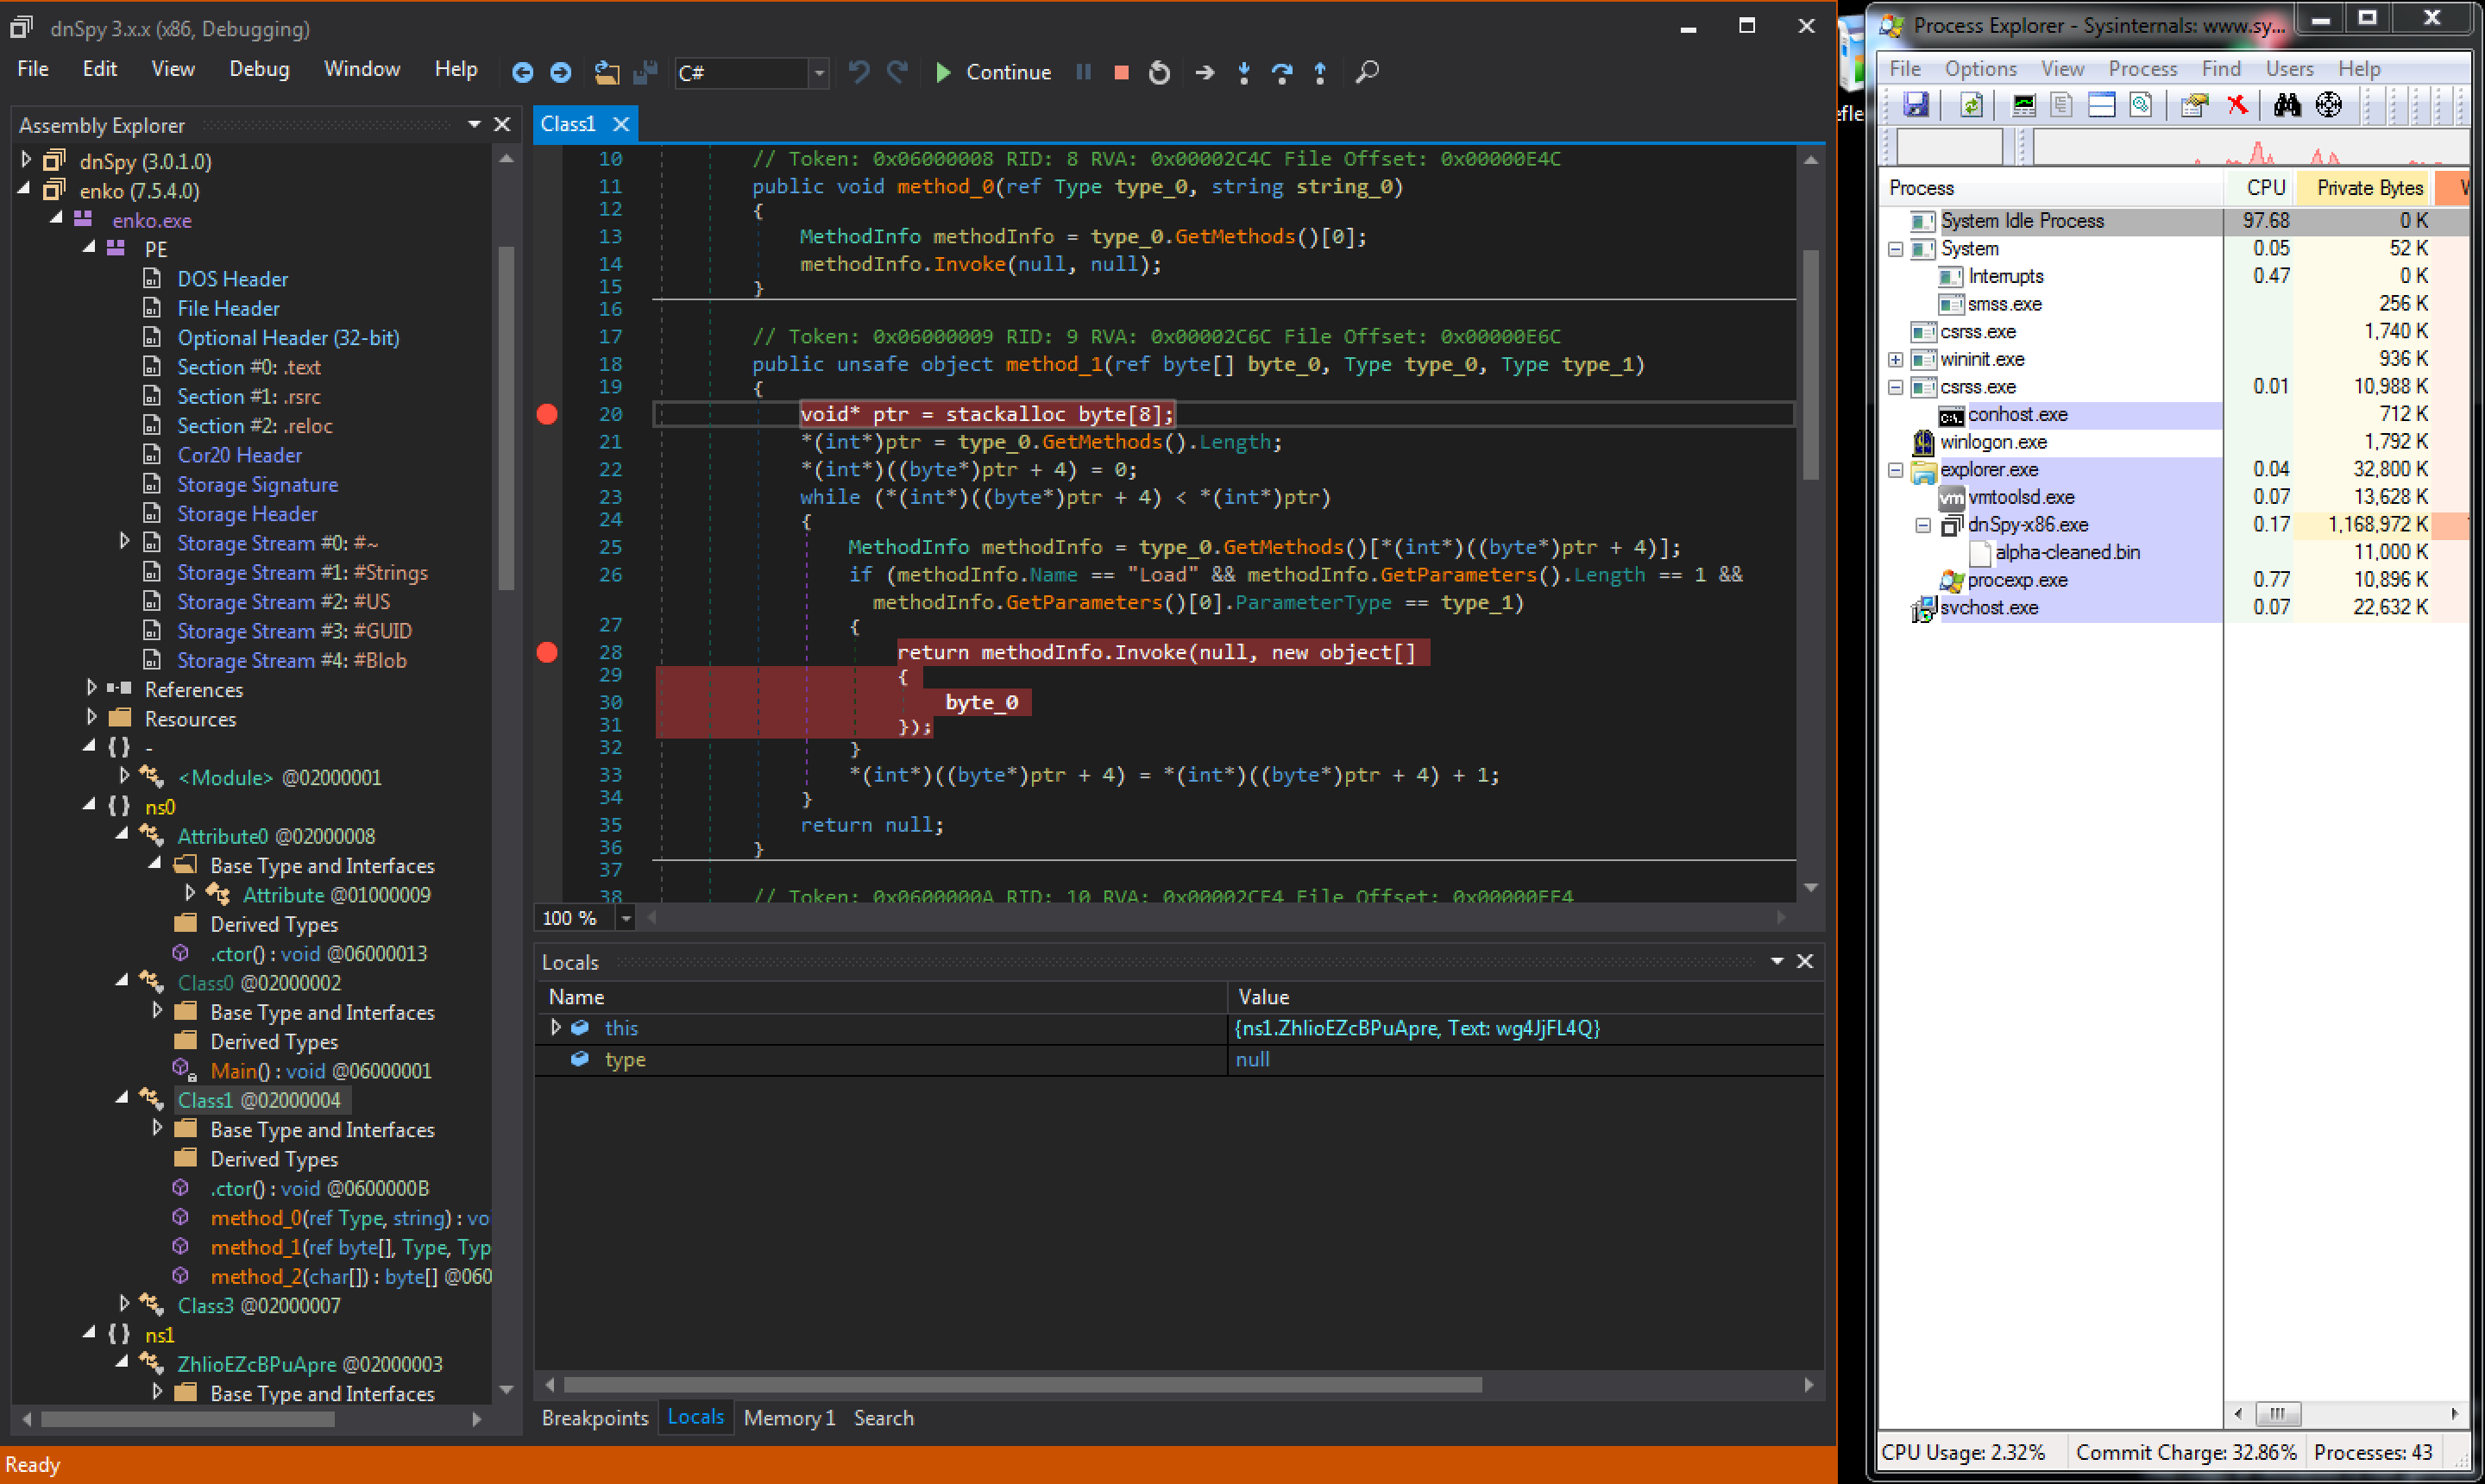 dnSpy 3.x.x (x86, Debugging)
File Edit View Debug Window Help C# Continue
Assembly Explorer
dnSpy (3.0.1.0)
enko (7.5.4.0)
enko.exe
PE
DOS Header
File Header
Optional Header (32-bit)
Section #0: .text
Section #1: .rsrc
Section #2: .reloc
Cor20 Header
Storage Signature
Storage Header
Storage Stream #0: #~
Storage Stream #1: #Strings
Storage Stream #2: #US
Storage Stream #3: #GUID
Storage Stream #4: #Blob
References
Resources
{ } -
<Module> @02000001
{ } ns0
Attribute0 @02000008
Base Type and Interfaces
Attribute @01000009
Derived Types
.ctor() : void @06000013
Class0 @02000002
Base Type and Interfaces
Derived Types
Main() : void @06000001
Class1 @02000004
Base Type and Interfaces
Derived Types
.ctor() : void @0600000B
method_0(ref Type, string) : voi
method_1(ref byte[], Type, Typ
method_2(char[]) : byte[] @060
Class3 @02000007
{ } ns1
ZhlioEZcBPuApre @02000003
Base Type and Interfaces
Class1
10 // Token: 0x06000008 RID: 8 RVA: 0x00002C4C File Offset: 0x00000E4C
11 public void method_0(ref Type type_0, string string_0)
12 {
13 MethodInfo methodInfo = type_0.GetMethods()[0];
14 methodInfo.Invoke(null, null);
15 }
16
17 // Token: 0x06000009 RID: 9 RVA: 0x00002C6C File Offset: 0x00000E6C
18 public unsafe object method_1(ref byte[] byte_0, Type type_0, Type type_1)
19 {
20 void* ptr = stackalloc byte[8];
21 *(int*)ptr = type_0.GetMethods().Length;
22 *(int*)((byte*)ptr + 4) = 0;
23 while (*(int*)((byte*)ptr + 4) < *(int*)ptr)
24 {
25 MethodInfo methodInfo = type_0.GetMethods()[*(int*)((byte*)ptr + 4)];
26 if (methodInfo.Name == "Load" && methodInfo.GetParameters().Length == 1 &&
methodInfo.GetParameters()[0].ParameterType == type_1)
27 {
28 return methodInfo.Invoke(null, new object[]
29 {
30 byte_0
31 });
32 }
33 *(int*)((byte*)ptr + 4) = *(int*)((byte*)ptr + 4) + 1;
34 }
35 return null;
36 }
37
38 // Token: 0x0600000A RID: 10 RVA: 0x00002CE4 File Offset: 0x00000EE4
100 %
Locals
Name Value
this {ns1.ZhlioEZcBPuApre, Text: wg4JjFL4Q}
type null
Breakpoints Locals Memory 1 Search
Ready
efle
Process Explorer - Sysinternals: www.sy...
File Options View Process Find Users Help
Process CPU Private Bytes W
System Idle Process 97.68 0 K
System 0.05 52 K
Interrupts 0.47 0 K
smss.exe 256 K
csrss.exe 1,740 K
wininit.exe 936 K
csrss.exe 0.01 10,988 K
conhost.exe 712 K
winlogon.exe 1,792 K
explorer.exe 0.04 32,800 K
vmtoolsd.exe 0.07 13,628 K
dnSpy-x86.exe 0.17 1,168,972 K
alpha-cleaned.bin 11,000 K
procexp.exe 0.77 10,896 K
svchost.exe 0.07 22,632 K
CPU Usage: 2.32% Commit Charge: 32.86% Processes: 43